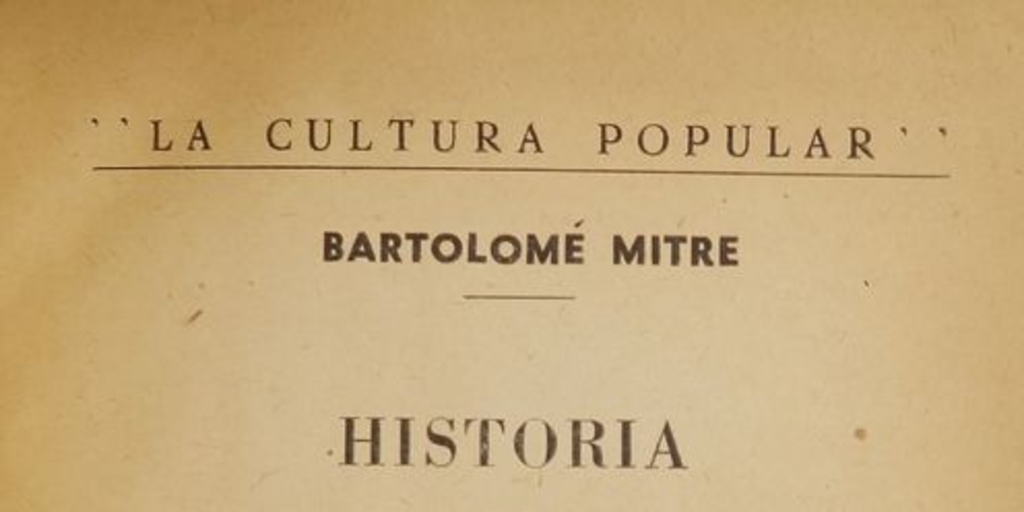 ``LA CULTURA POPULAR´´
BARTOLOMÉ MITRE
HISTORIA